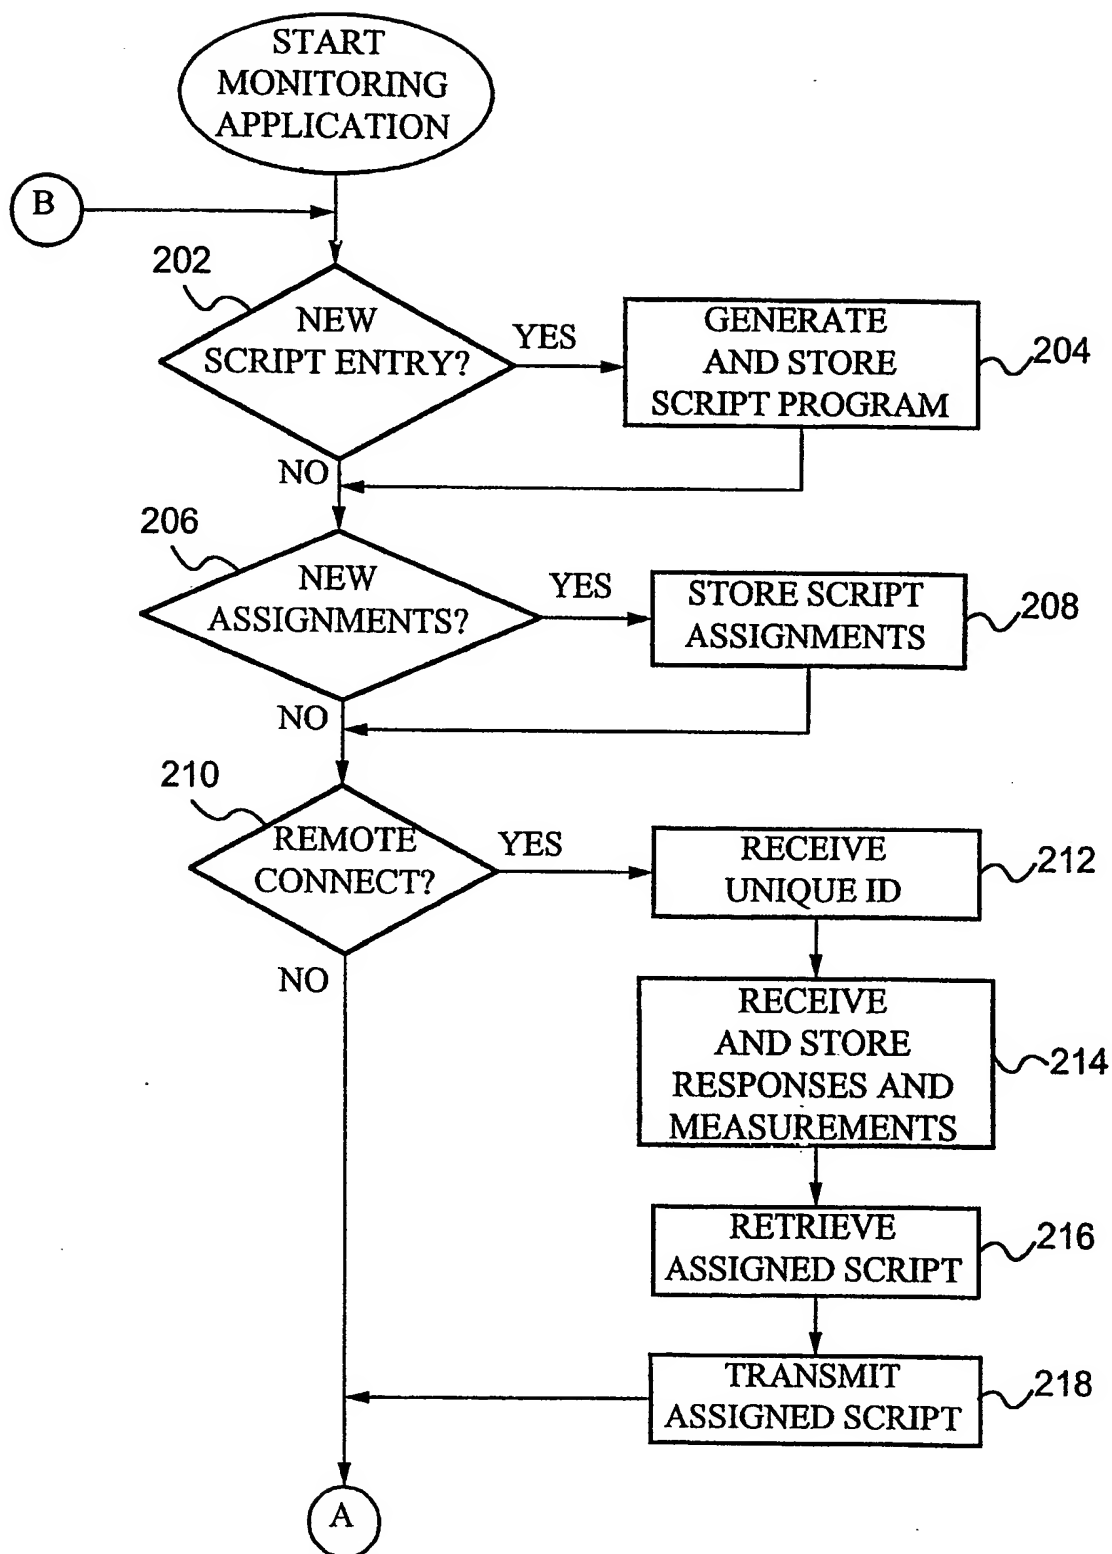 START
MONITORING
APPLICATION
B
202
NEW
SCRIPT ENTRY?
YES
GENERATE
AND STORE
SCRIPT PROGRAM
204
NO
206
NEW
ASSIGNMENTS?
YES
STORE SCRIPT
ASSIGNMENTS
208
NO
210
REMOTE
CONNECT?
YES
RECEIVE
UNIQUE ID
212
NO
RECEIVE
AND STORE
RESPONSES AND
MEASUREMENTS
214
RETRIEVE
ASSIGNED SCRIPT
216
TRANSMIT
ASSIGNED SCRIPT
218
A